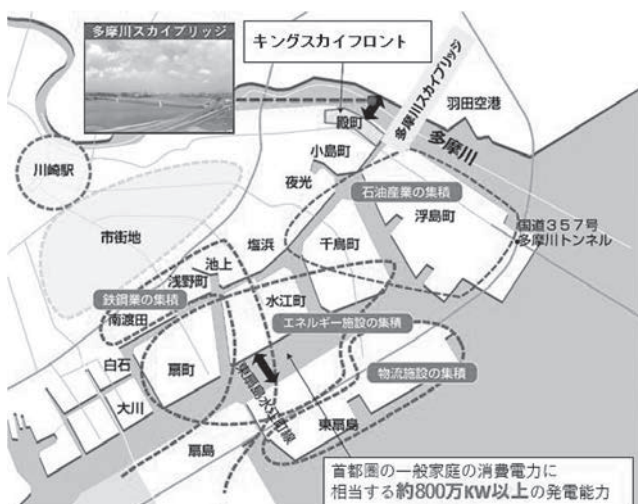 多摩川スカイブリッジ
キングスカイフロント
多摩川スカイブリッジ
羽田空港
殿町
多摩川
小島町
川崎駅
夜光
石油産業の集積
浮島町
国道357号
多摩川トンネル
市街地
塩浜
千鳥町
池上
浅野町
鉄鋼業の集積
水江町
南渡田
エネルギー施設の集積
白石
扇町
物流施設の集積
東扇島水江町線
大川
東扇島
扇島
首都圏の一般家庭の消費電力に
相当する約800万KW以上の発電能力